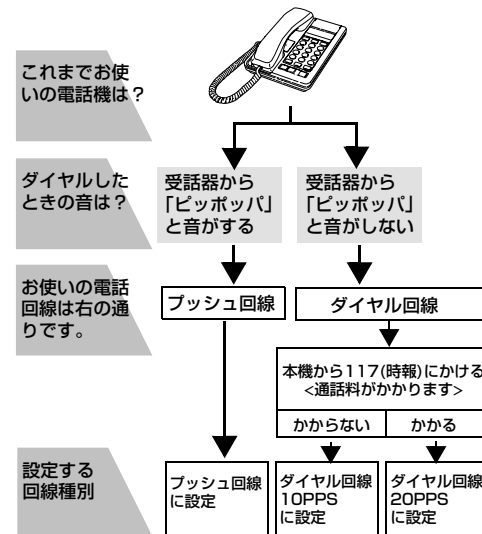 これまでお使
いの電話機は？
ダイヤルした
ときの音は？
受話器から
「ピッポッパ」
と音がする
受話器から
「ピッポッパ」
と音がしない
お使いの電話
回線は右の通
りです。
プッシュ回線
ダイヤル回線
本機から117(時報)にかける
<通話料がかかります>
かからない
かかる
設定する
回線種別
プッシュ回線
に設定
ダイヤル回線
10PPS
に設定
ダイヤル回線
20PPS
に設定